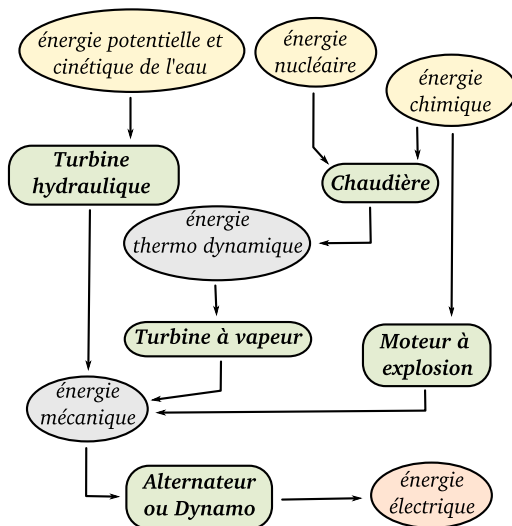 énergie potentielle et
cinétique de l'eau
énergie
nucléaire
énergie
chimique
Turbine
hydraulique
Chaudière
énergie
thermo dynamique
Turbine à vapeur
Moteur à
explosion
énergie
mécanique
Alternateur
ou Dynamo
énergie
électrique